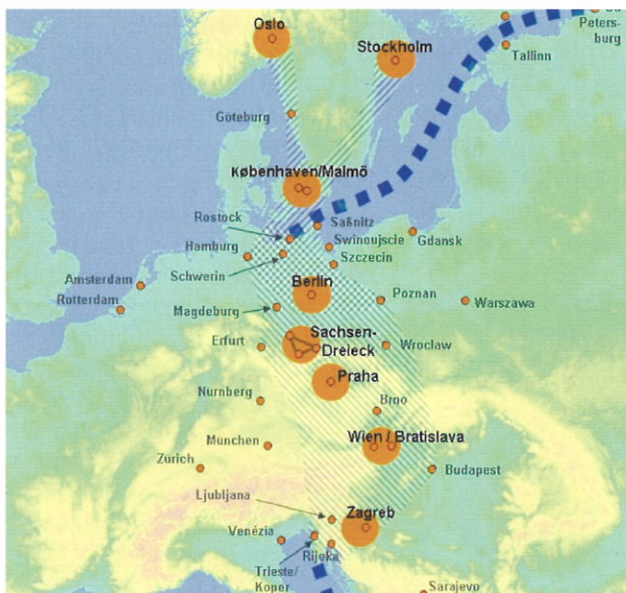 Oslo
St.
Peters-
burg
Stockholm
Tallinn
Göteburg
København/Malmö
Rostock
Saßnitz
Hamburg
Swinoujscie
Gdansk
Schwerin
Szczecin
Amsterdam
Berlin
Rotterdam
Magdeburg
Poznan
Warszawa
Sachsen-
Dreieck
Erfurt
Wroclaw
Praha
Nurnberg
Brno
Munchen
Wien / Bratislava
Zürich
Budapest
Ljubljana
Zagreb
Venézia
Rijeka
Trieste/
Koper
Sarajevo